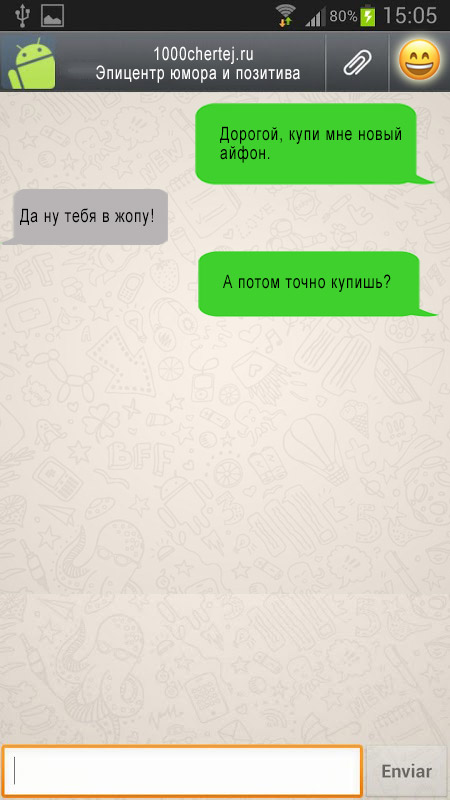 80% 15:05
1000chertej.ru
Эпицентр юмора и позитива
Дорогой, купи мне новый
айфон.
Да ну тебя в жопу!
А потом точно купишь?
Enviar